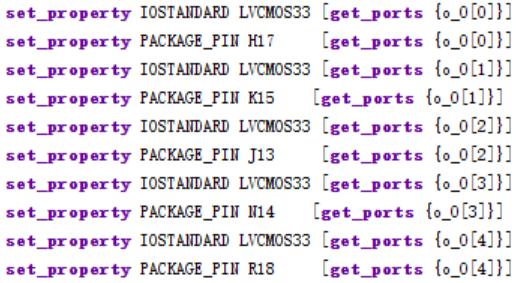 set_property IOSTANDARD LVCMOS33 [get_ports {o_0[0]}]
set_property PACKAGE_PIN H17 [get_ports {o_0[0]}]
set_property IOSTANDARD LVCMOS33 [get_ports {o_0[1]}]
set_property PACKAGE_PIN K15 [get_ports {o_0[1]}]
set_property IOSTANDARD LVCMOS33 [get_ports {o_0[2]}]
set_property PACKAGE_PIN J13 [get_ports {o_0[2]}]
set_property IOSTANDARD LVCMOS33 [get_ports {o_0[3]}]
set_property PACKAGE_PIN N14 [get_ports {o_0[3]}]
set_property IOSTANDARD LVCMOS33 [get_ports {o_0[4]}]
set_property PACKAGE_PIN R18 [get_ports {o_0[4]}]